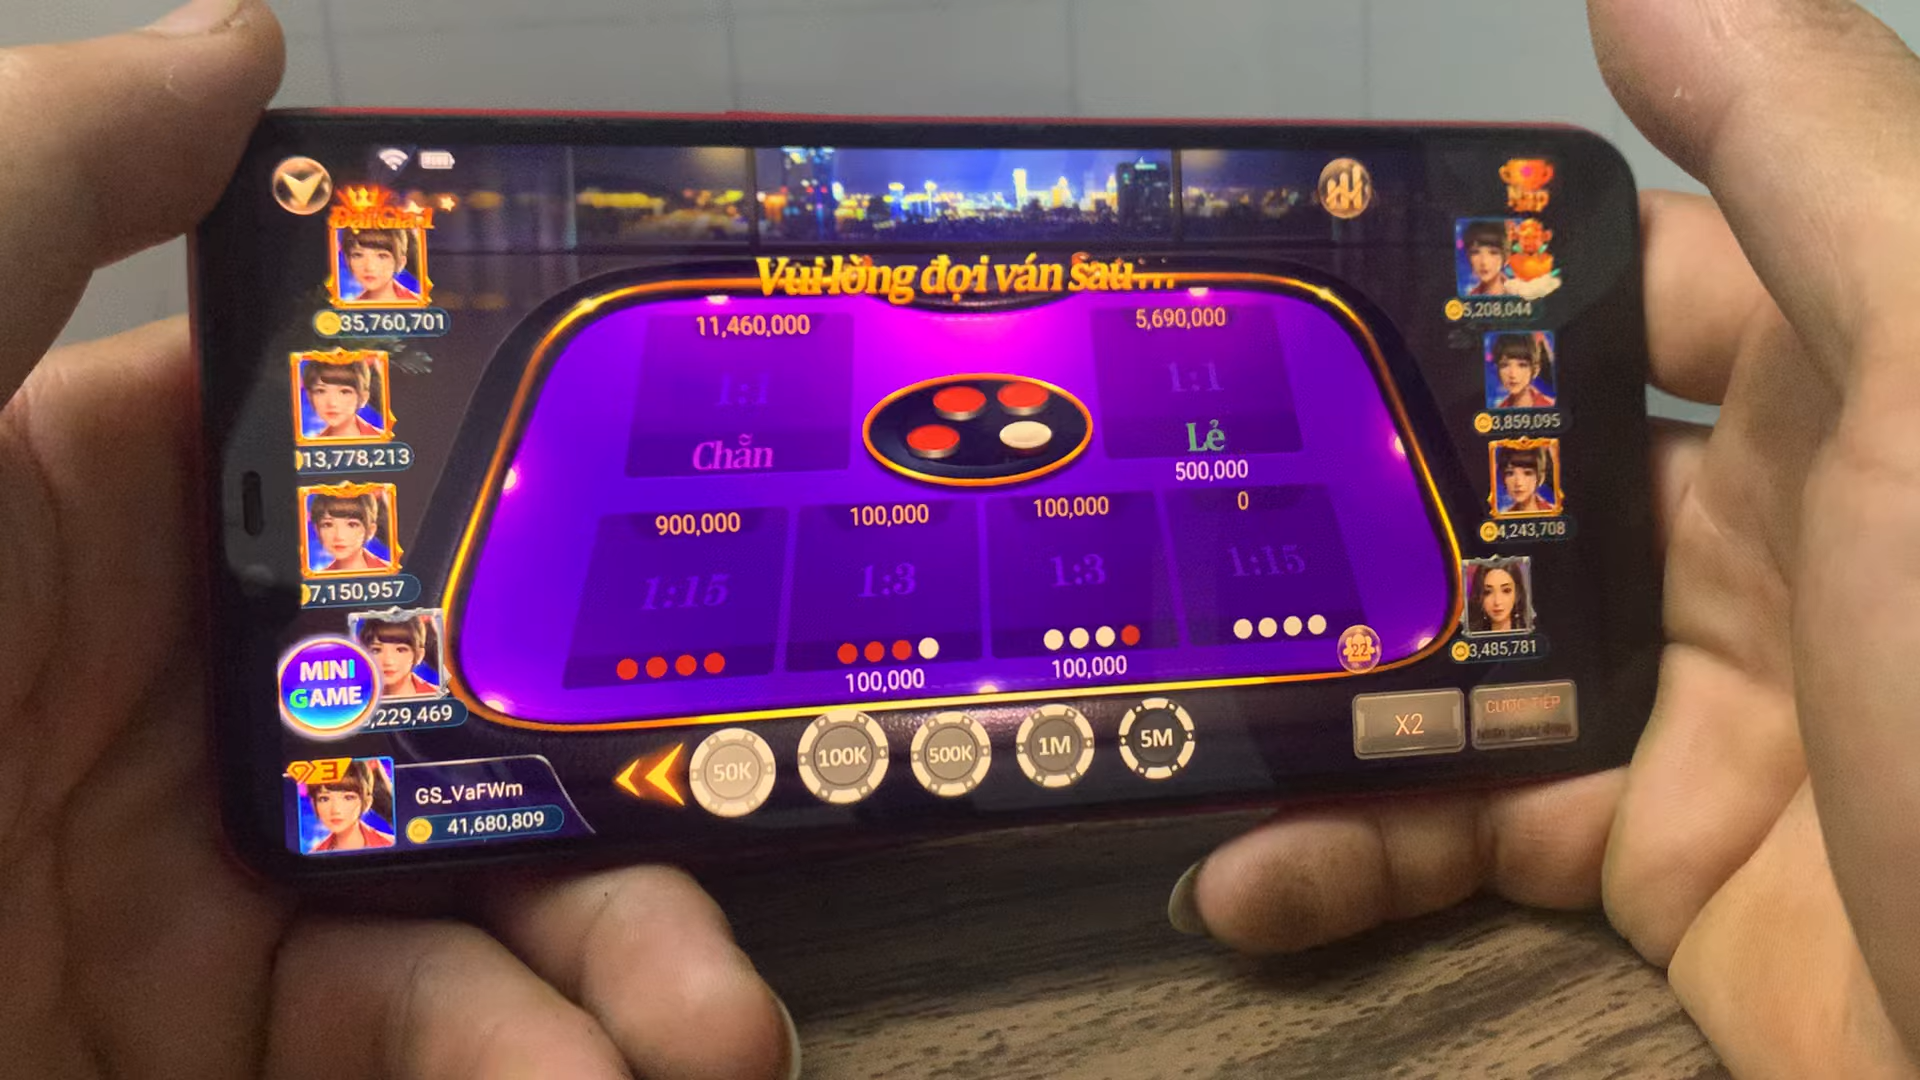 Đại Gia 1
35,760,701
Vui lòng đợi ván sau...
Nạp
11,460,000
5,690,000
1:1
1:1
Chẵn
Lẻ
500,000
5,208,044
13,778,213
3,859,095
900,000
100,000
100,000
0
1:15
1:3
1:3
1:15
4,243,708
7,150,957
MINI
GAME
,229,469
100,000
100,000
22
3,485,781
50K
100K
500K
1M
5M
X2
CƯỢC TIẾP
3
GS_VaFWm
41,680,809